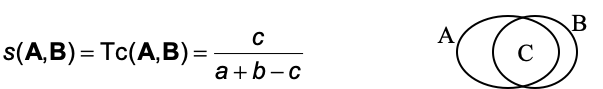 s(A,B) = Tc(A,B) = c / (a + b − c)
A B
C